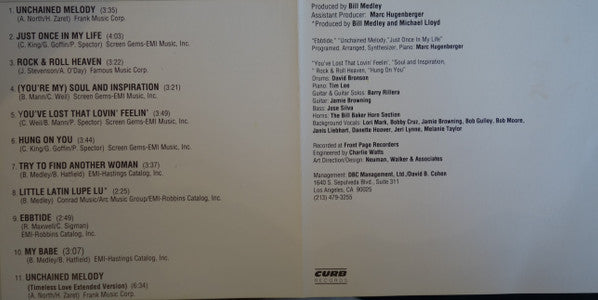 1. UNCHAINED MELODY (3:35)
(A. North/H. Zaret) Frank Music Corp.
2. JUST ONCE IN MY LIFE (4:03)
(C. King/G. Goffin/P. Spector) Screen Gems-EMI Music, Inc.
3. ROCK & ROLL HEAVEN (3:22)
(J. Stevenson/A. O'Day) Famous Music Corp.
4. (YOU'RE MY) SOUL AND INSPIRATION (3:21)
(B. Mann/C. Weil) Screen Gems-EMI Music, Inc.
5. YOU'VE LOST THAT LOVIN' FEELIN' (3:49)
(C. Weil/B. Mann/P. Spector) Screen Gems-EMI Music, Inc.
6. HUNG ON YOU (3:44)
(C. King/G. Goffin/P. Spector) Screen Gems-EMI Music, Inc.
7. TRY TO FIND ANOTHER WOMAN (3:37)
(B. Medley/B. Hatfield) EMI-Hastings Catalog, Inc.
8. LITTLE LATIN LUPE LU* (2:25)
(B. Medley) Conrad Music/Arc Music Group/EMI-Robbins Catalog, Inc.
9. EBBTIDE (2:49)
(R. Maxwell/C. Sigman)
EMI-Robbins Catalog, Inc.
10. MY BABE (3:07)
(B. Medley/B. Hatfield) EMI-Hastings Catalog, Inc.
11. UNCHAINED MELODY
(Timeless Love Extended Version) (6:34)
(A. North/H. Zaret) Frank Music Corp.
Produced by Bill Medley
Assistant Producer: Marc Hugenberger
*Produced by Bill Medley and Michael Lloyd
"Ebbtide," "Unchained Melody," "Just Once In My Life"
Programed, Arranged, Synthesizer, Piano: Marc Hugenberger
"You've Lost That Lovin' Feelin', "Soul and Inspiration,
"Rock & Roll Heaven", "Hung On You"
Drums: David Bronson
Piano: Tim Lee
Guitar & Guitar Solos: Barry Rillera
Guitar: Jamie Browning
Bass: Jose Silva
Horns: The Bill Baker Horn Section
Background Vocals: Lori Mark, Bobby Cruz, Jamie Browning, Bob Gulley, Bob Moore,
Janis Liebhart, Danette Hoover, Jeri Lynne, Melanie Taylor
Recorded at Front Page Recorders
Engineered by Charlie Watts
Art Direction/Design: Neuman, Walker & Associates
Management: DBC Management, Ltd./David B. Cohen
1640 S. Sepulveda Blvd., Suite 311
Los Angeles, CA 90025
(213) 479-3255
CURB
RECORDS